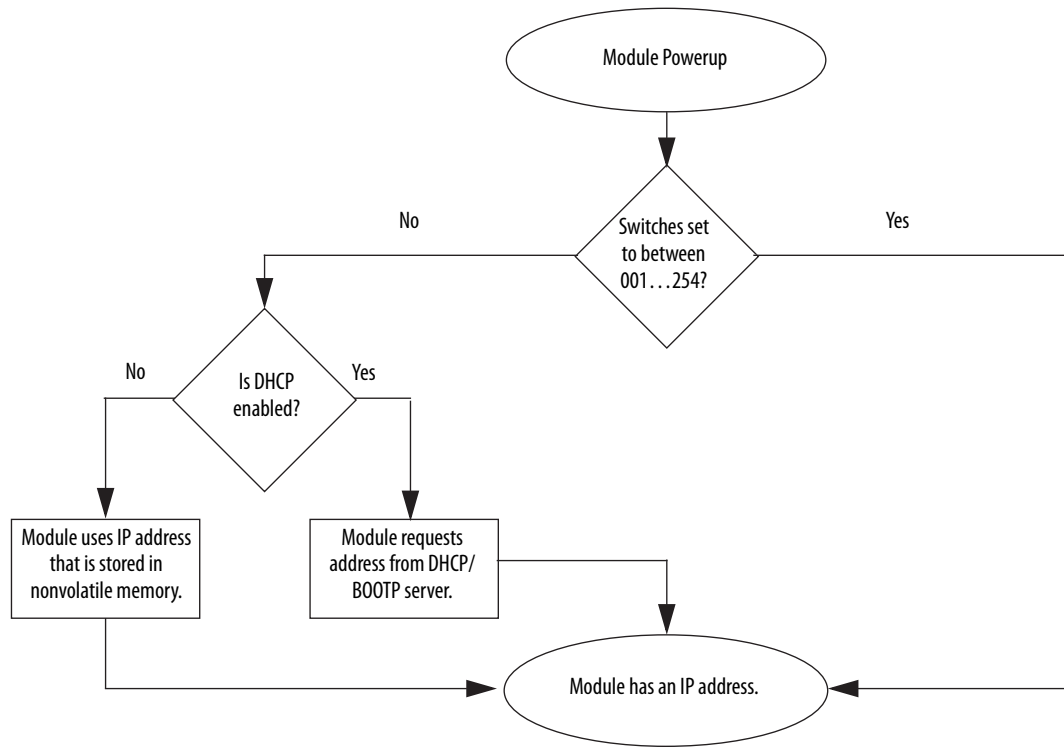 Module Powerup
No
Switches set
to between
001...254?
Yes
No
Is DHCP
enabled?
Yes
Module uses IP address
that is stored in
nonvolatile memory.
Module requests
address from DHCP/
BOOTP server.
Module has an IP address.